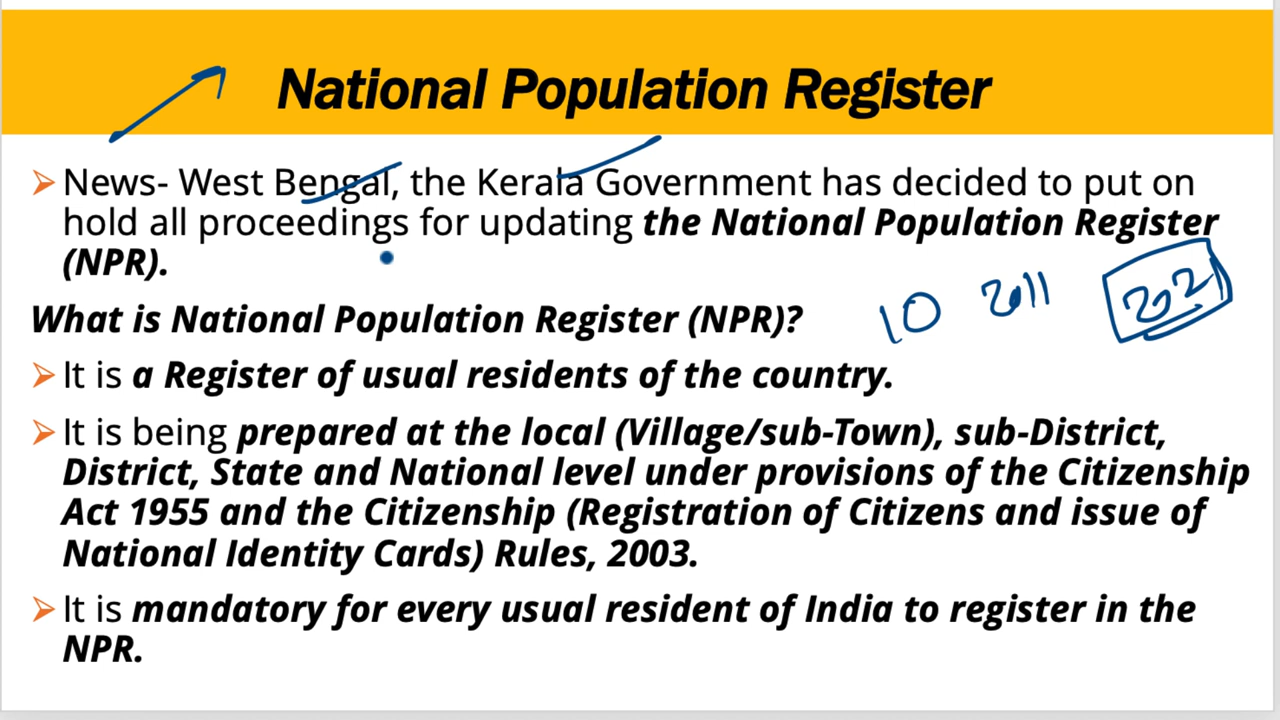 National Population Register
News- West Bengal, the Kerala Government has decided to put on
hold all proceedings for updating the National Population Register
(NPR).
10 2011 2021
What is National Population Register (NPR)?
It is a Register of usual residents of the country.
It is being prepared at the local (Village/sub-Town), sub-District,
District, State and National level under provisions of the Citizenship
Act 1955 and the Citizenship (Registration of Citizens and issue of
National Identity Cards) Rules, 2003.
It is mandatory for every usual resident of India to register in the
NPR.